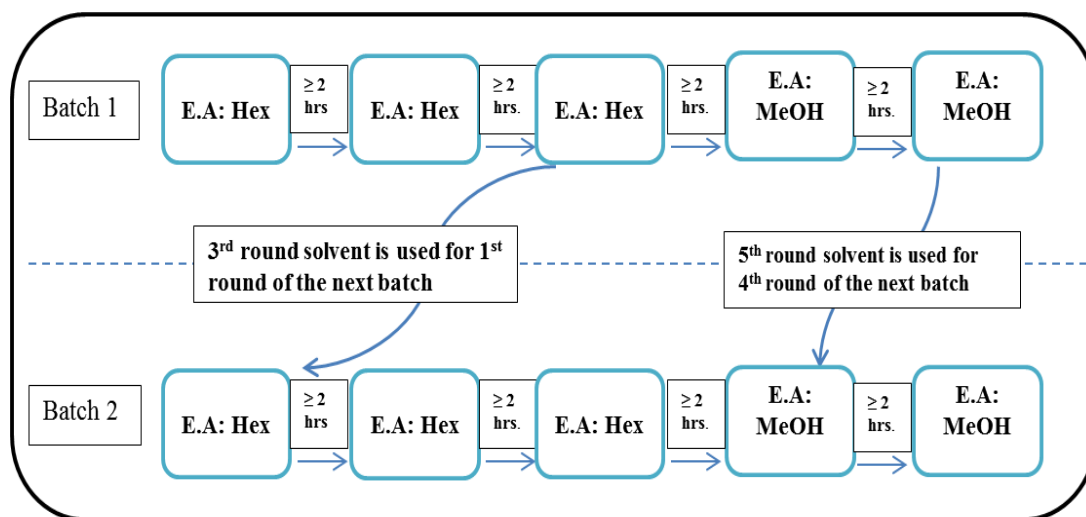 Batch 1
E.A: Hex
≥ 2
hrs
E.A: Hex
≥ 2
hrs.
E.A: Hex
≥ 2
hrs.
E.A:
MeOH
≥ 2
hrs.
E.A:
MeOH
3rd round solvent is used for 1st
round of the next batch
5th round solvent is used for
4th round of the next batch
Batch 2
E.A: Hex
≥ 2
hrs
E.A: Hex
≥ 2
hrs.
E.A: Hex
≥ 2
hrs.
E.A:
MeOH
≥ 2
hrs.
E.A:
MeOH